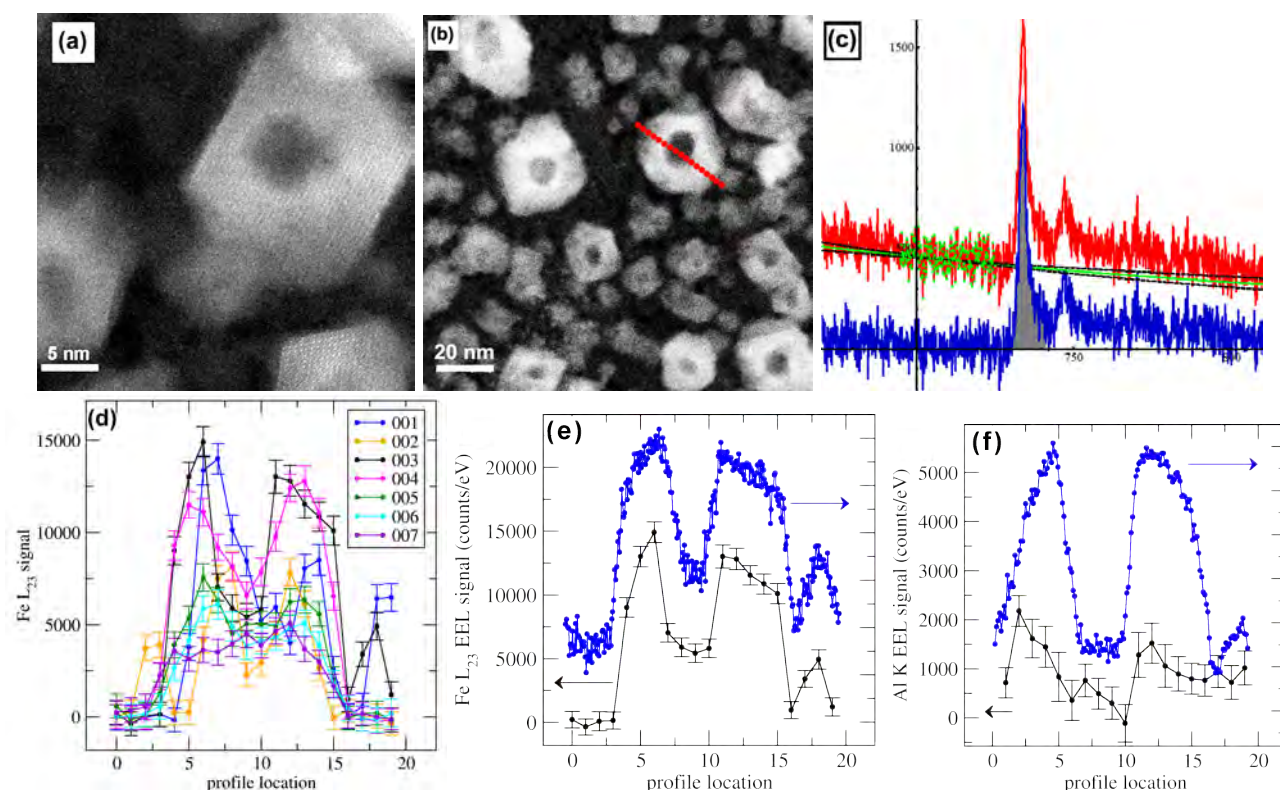 (a)
5 nm
(b)
20 nm
(c)
1500
1000
750
(d)
15000
10000
5000
0
0 5 10 15 20
Fe L23 signal
profile location
001
002
003
004
005
006
007
(e)
20000
15000
10000
5000
0
0 5 10 15 20
Fe L23 EEL signal (counts/eV)
profile location
(f)
5000
4000
3000
2000
1000
0
0 5 10 15 20
Al K EEL signal (counts/eV)
profile location